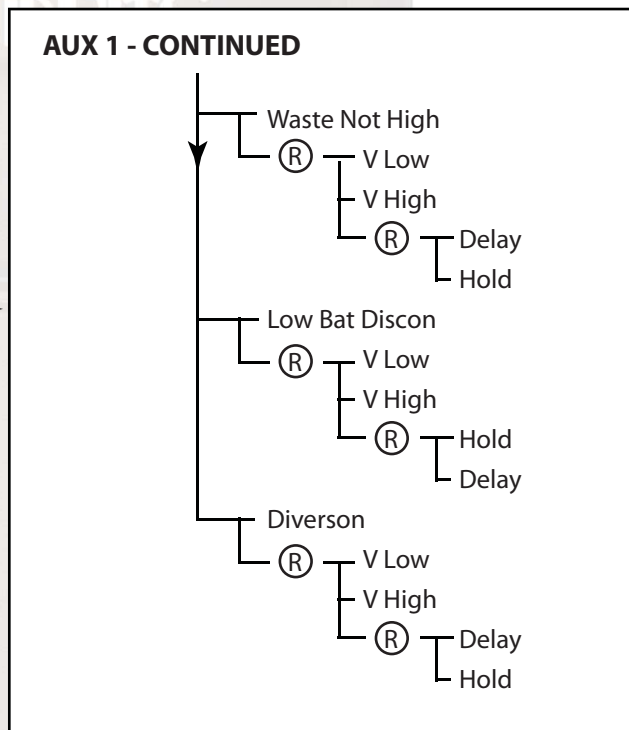 AUX 1 - CONTINUED
Waste Not High
R V Low
V High
R Delay
Hold
Low Bat Discon
R V Low
V High
R Hold
Delay
Diverson
R V Low
V High
R Delay
Hold